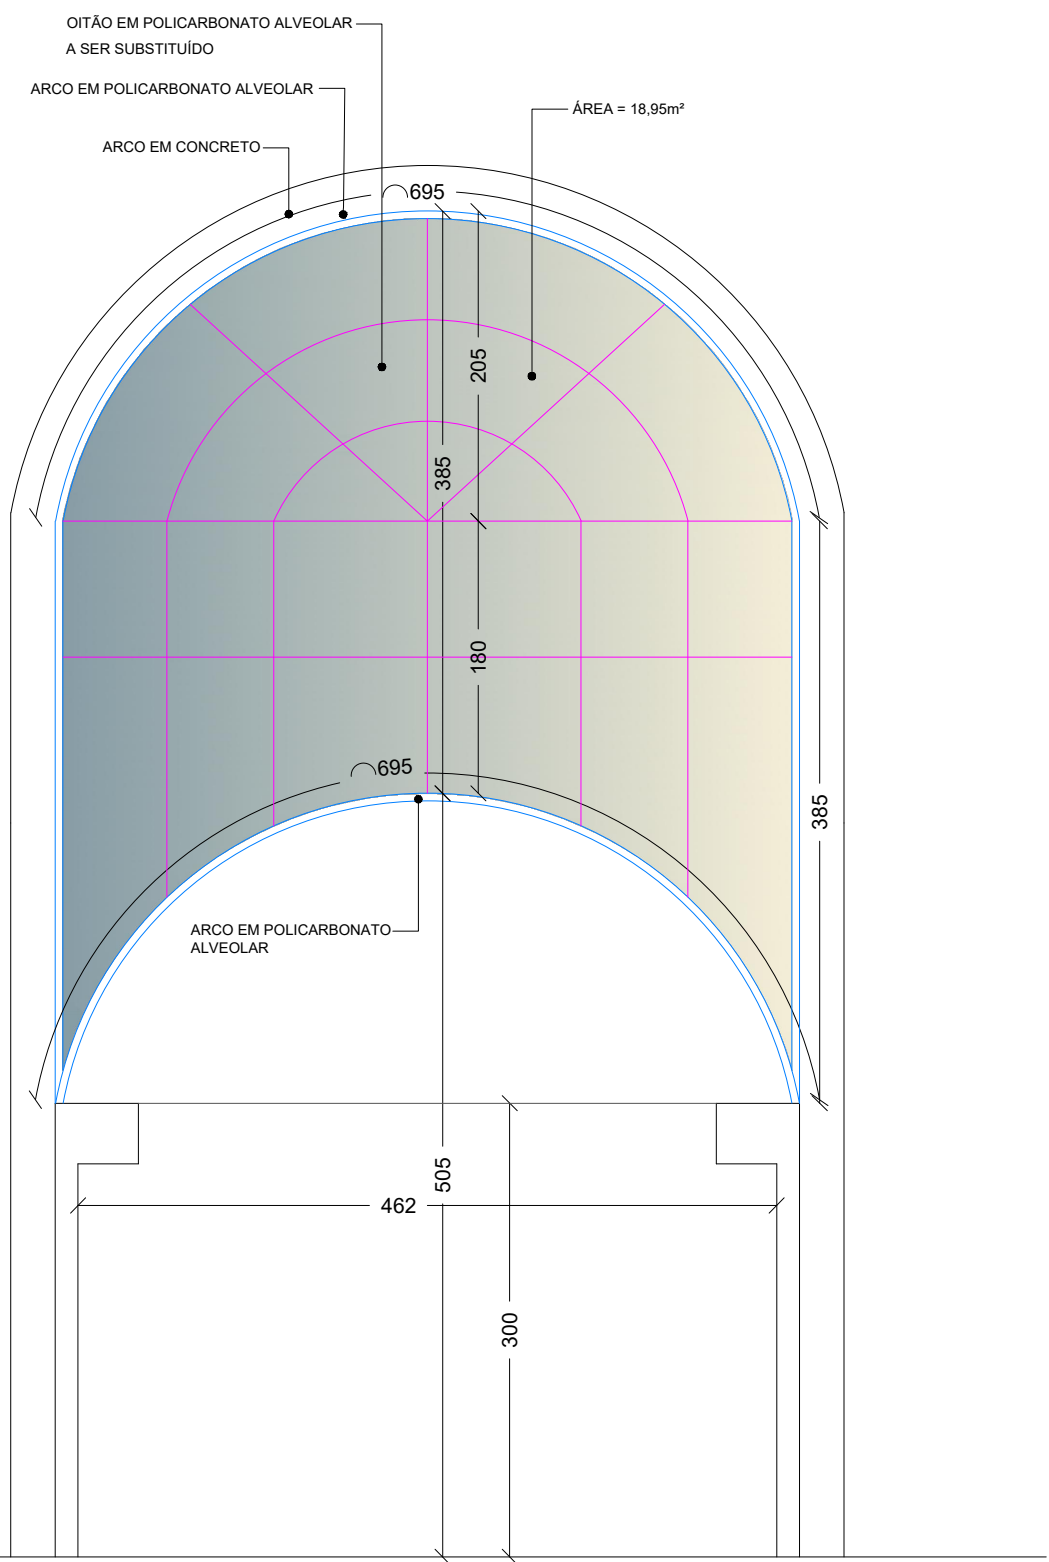 OITÃO EM POLICARBONATO ALVEOLAR
A SER SUBSTITUÍDO
ARCO EM POLICARBONATO ALVEOLAR
ÁREA = 18,95m²
ARCO EM CONCRETO
695
205
385
180
695
385
ARCO EM POLICARBONATO
ALVEOLAR
505
462
300